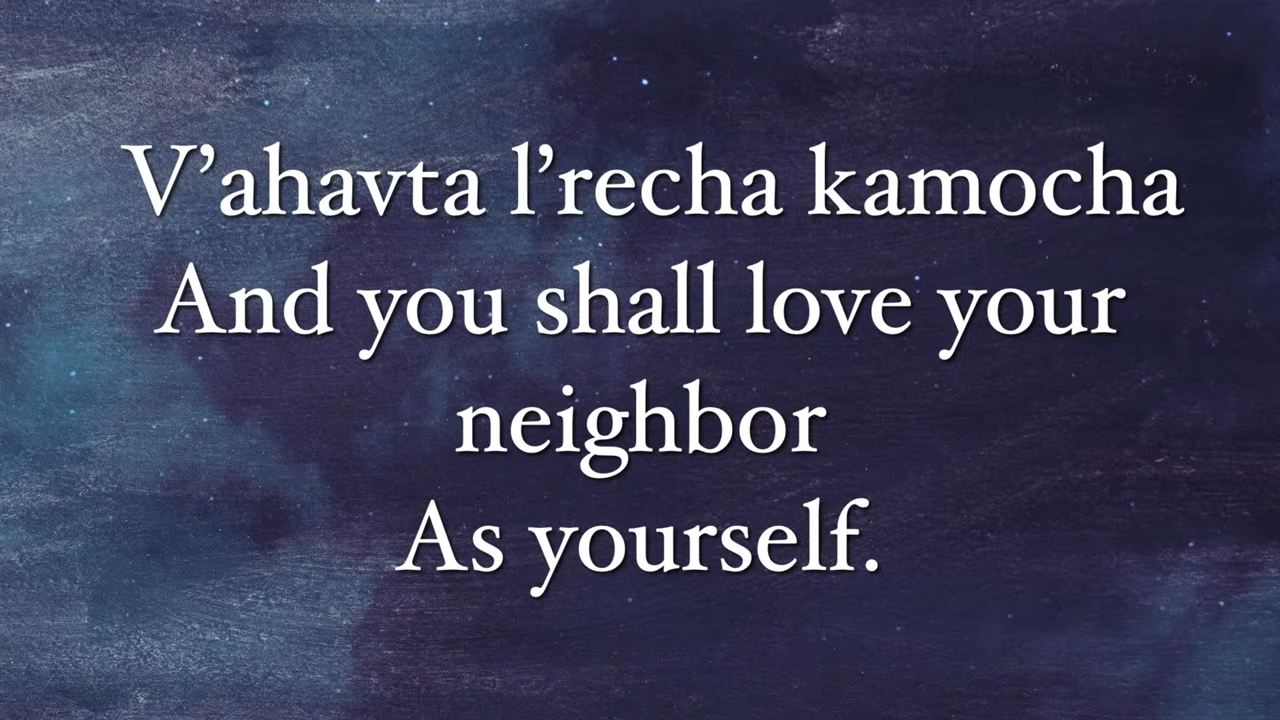 V’ahavta l’recha kamocha
And you shall love your
neighbor
As yourself.